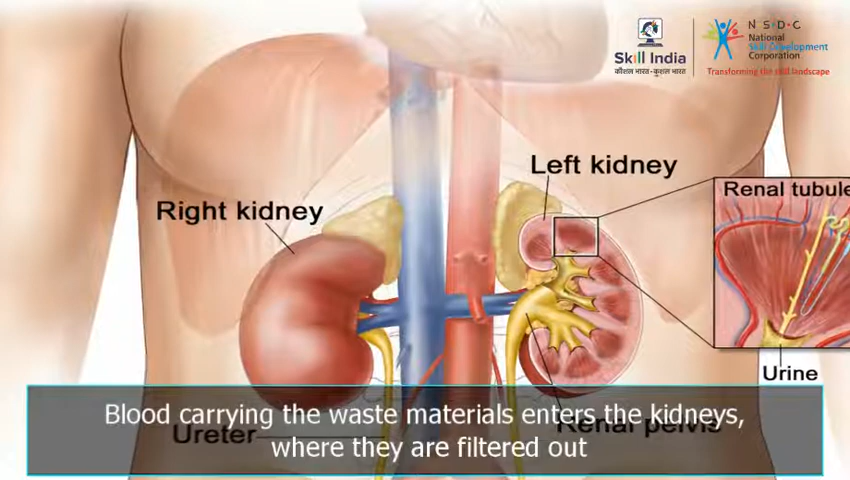 N·S·D·C
National
Skill Development
Corporation
Transforming the skill landscape
Skill India
कौशल भारत - कुशल भारत
Left kidney
Right kidney
Renal tubule
Urine
Blood carrying the waste materials enters the kidneys,
where they are filtered out
Ureter
Renal pelvis